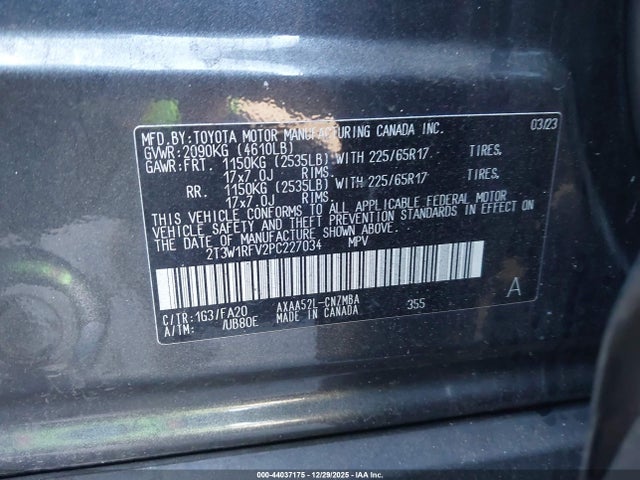 MFD.BY:TOYOTA MOTOR MANUFACTURING CANADA INC. 03/23
GVWR:2090KG (4610LB)
GAWR:FRT. 1150KG (2535LB) WITH 225/65R17 TIRES.
17x7.0J RIMS.
RR. 1150KG (2535LB) WITH 225/65R17 TIRES.
17x7.0J RIMS.
THIS VEHICLE CONFORMS TO ALL APPLICABLE FEDERAL MOTOR
VEHICLE SAFETY AND THEFT PREVENTION STANDARDS IN EFFECT
ON THE DATE OF MANUFACTURE SHOWN ABOVE.
2T3W1RFV2PC227034 MPV
C/TR:1G3/FA20 AXAA52L-CNZMBA 355 A
A/TM: /UB80E MADE IN CANADA
000-44037175 - 12/29/2025 - IAAI.com